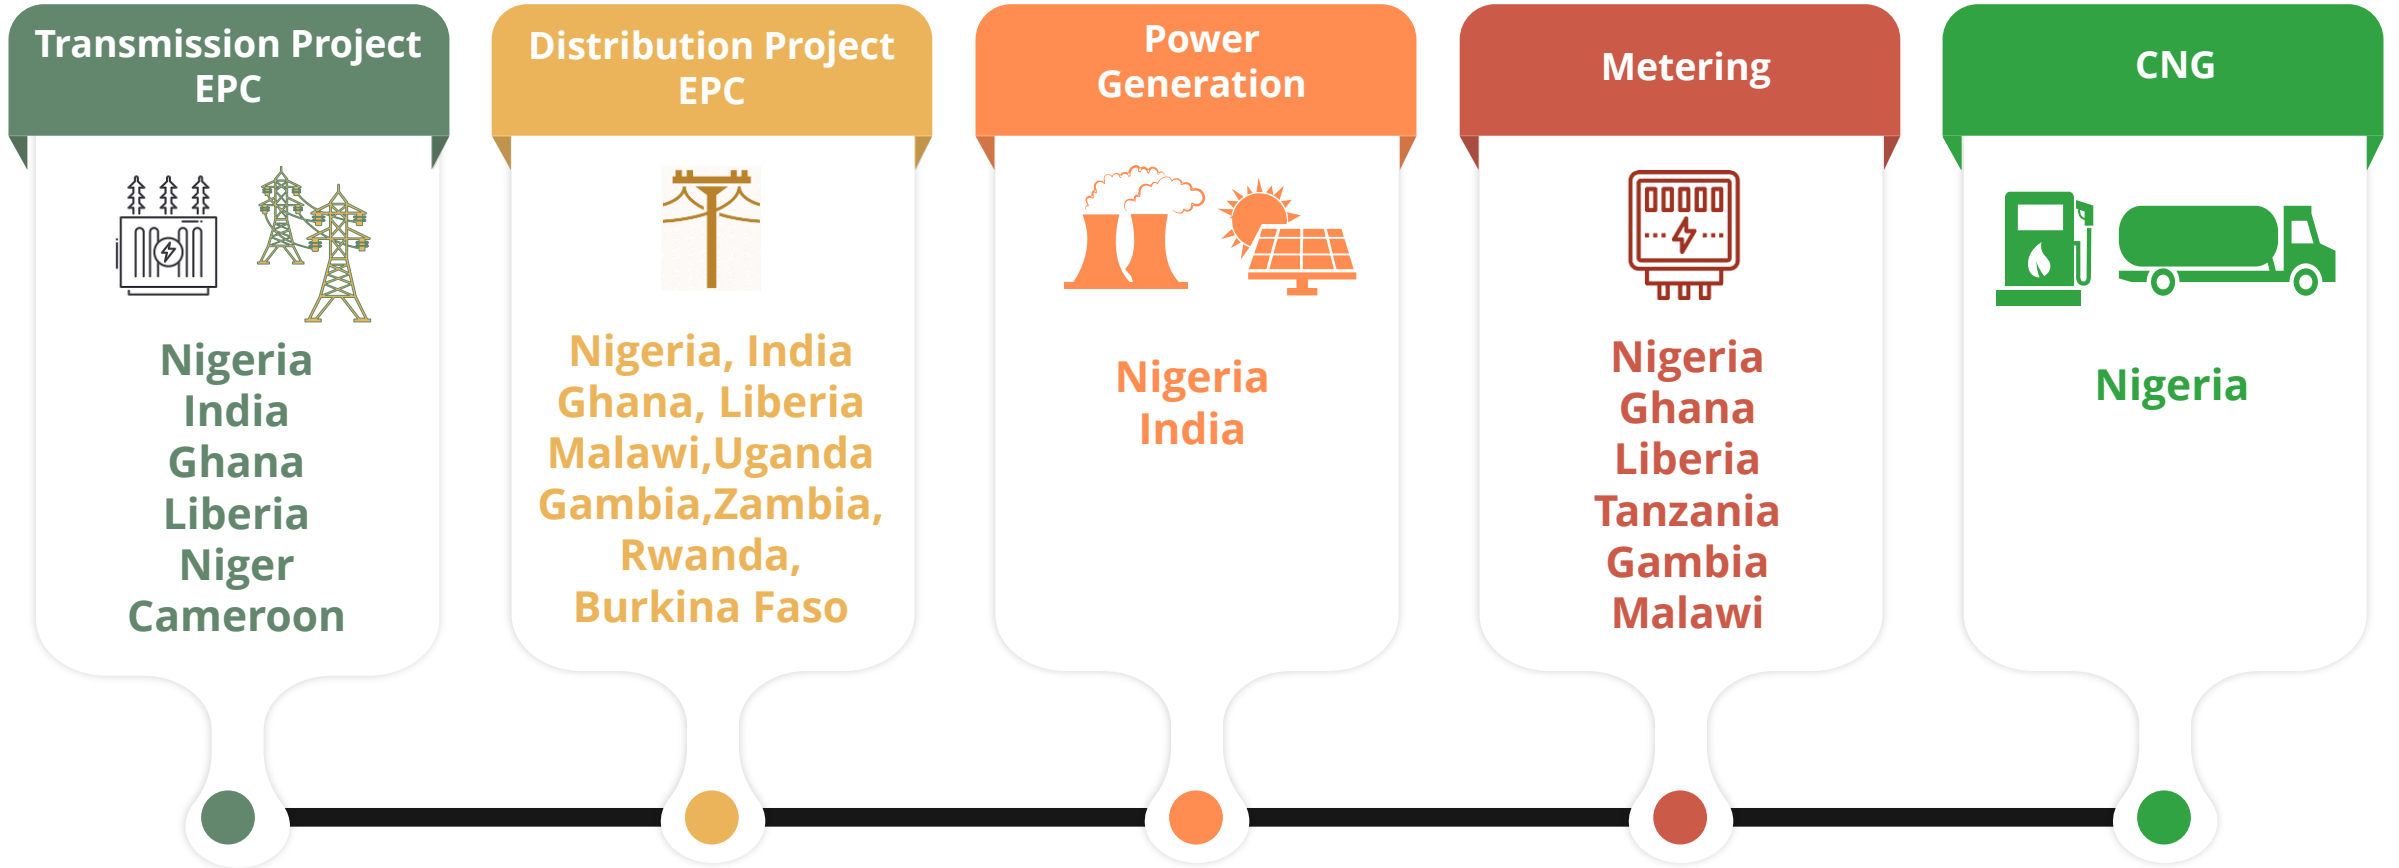 Transmission Project
EPC
Nigeria
India
Ghana
Liberia
Niger
Cameroon
Distribution Project
EPC
Nigeria, India
Ghana, Liberia
Malawi,Uganda
Gambia,Zambia,
Rwanda,
Burkina Faso
Power
Generation
Nigeria
India
Metering
Nigeria
Ghana
Liberia
Tanzania
Gambia
Malawi
CNG
Nigeria